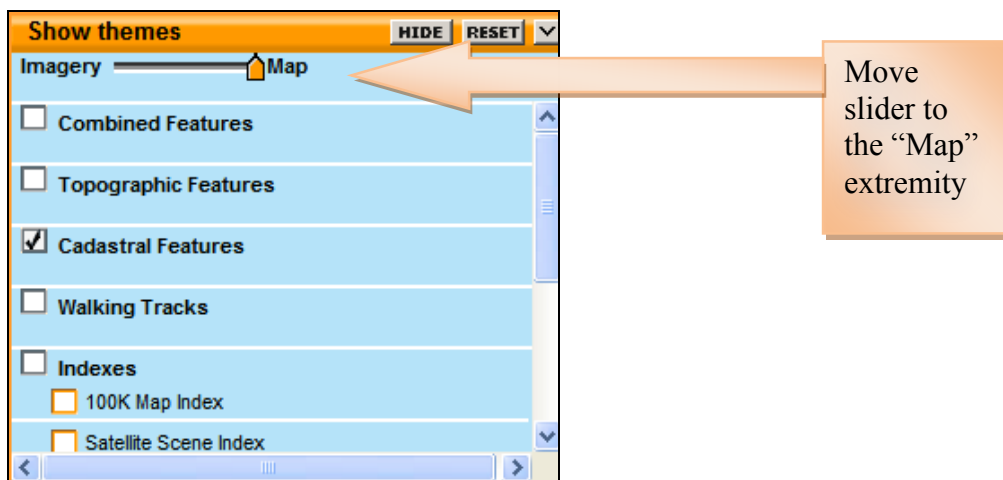 Show themes HIDE RESET
Imagery Map
Combined Features
Topographic Features
Cadastral Features
Walking Tracks
Indexes
100K Map Index
Satellite Scene Index
Move
slider to
the “Map”
extremity